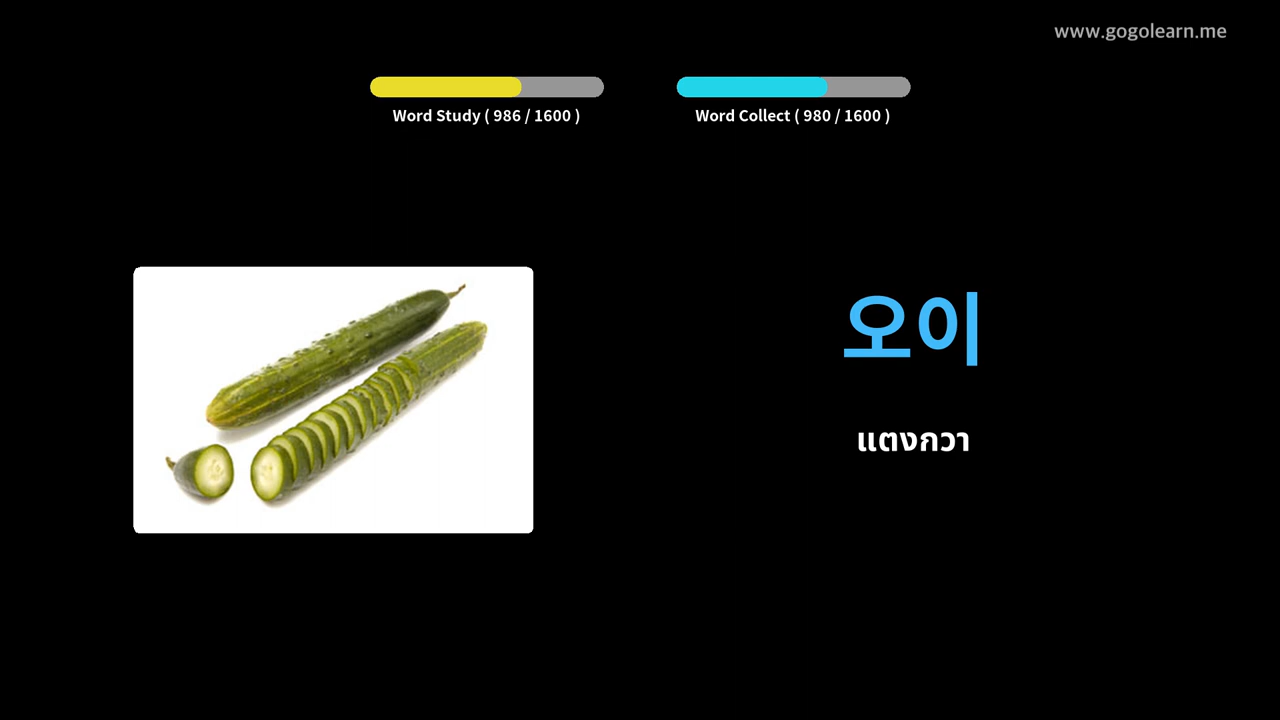 www.gogolearn.me
Word Study ( 986 / 1600 )
Word Collect ( 980 / 1600 )
오이
แตงกวา